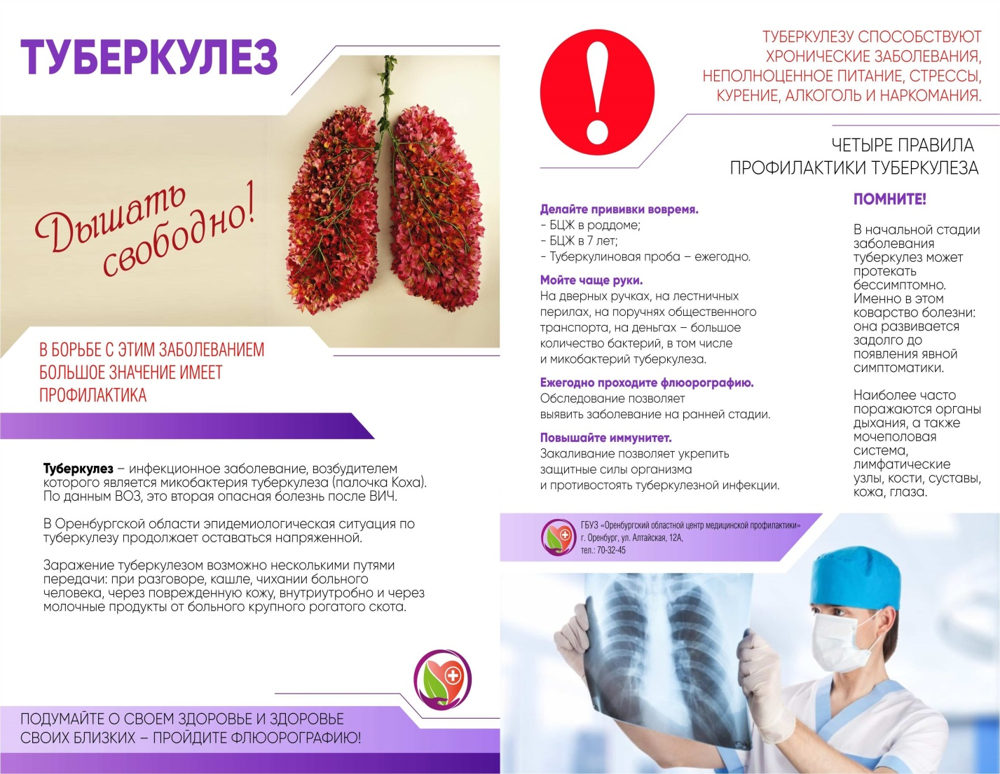 ТУБЕРКУЛЕЗ
Дышать
свободно!
В БОРЬБЕ С ЭТИМ ЗАБОЛЕВАНИЕМ
БОЛЬШОЕ ЗНАЧЕНИЕ ИМЕЕТ
ПРОФИЛАКТИКА
Туберкулез – инфекционное заболевание, возбудителем
которого является микобактерия туберкулеза (палочка Коха).
По данным ВОЗ, это вторая опасная болезнь после ВИЧ.
В Оренбургской области эпидемиологическая ситуация по
туберкулезу продолжает оставаться напряженной.
Заражение туберкулезом возможно несколькими путями
передачи: при разговоре, кашле, чихании больного
человека, через поврежденную кожу, внутриутробно и через
молочные продукты от больного крупного рогатого скота.
ПОДУМАЙТЕ О СВОЕМ ЗДОРОВЬЕ И ЗДОРОВЬЕ
СВОИХ БЛИЗКИХ – ПРОЙДИТЕ ФЛЮОРОГРАФИЮ!
!
ТУБЕРКУЛЕЗУ СПОСОБСТВУЮТ
ХРОНИЧЕСКИЕ ЗАБОЛЕВАНИЯ,
НЕПОЛНОЦЕННОЕ ПИТАНИЕ, СТРЕССЫ,
КУРЕНИЕ, АЛКОГОЛЬ И НАРКОМАНИЯ.
ЧЕТЫРЕ ПРАВИЛА
ПРОФИЛАКТИКИ ТУБЕРКУЛЕЗА
Делайте прививки вовремя.
- БЦЖ в роддоме;
- БЦЖ в 7 лет;
- Туберкулиновая проба – ежегодно.
Мойте чаще руки.
На дверных ручках, на лестничных
перилах, на поручнях общественного
транспорта, на деньгах – большое
количество бактерий, в том числе
и микобактерий туберкулеза.
Ежегодно проходите флюорографию.
Обследование позволяет
выявить заболевание на ранней стадии.
Повышайте иммунитет.
Закаливание позволяет укрепить
защитные силы организма
и противостоять туберкулезной инфекции.
ПОМНИТЕ!
В начальной стадии
заболевания
туберкулез может
протекать
бессимптомно.
Именно в этом
коварство болезни:
она развивается
задолго до
появления явной
симптоматики.
Наиболее часто
поражаются органы
дыхания, а также
мочеполовая
система,
лимфатические
узлы, кости, суставы,
кожа, глаза.
ГБУЗ «Оренбургский областной центр медицинской профилактики»
г. Оренбург, ул. Алтайская, 12А,
тел.: 70-32-45